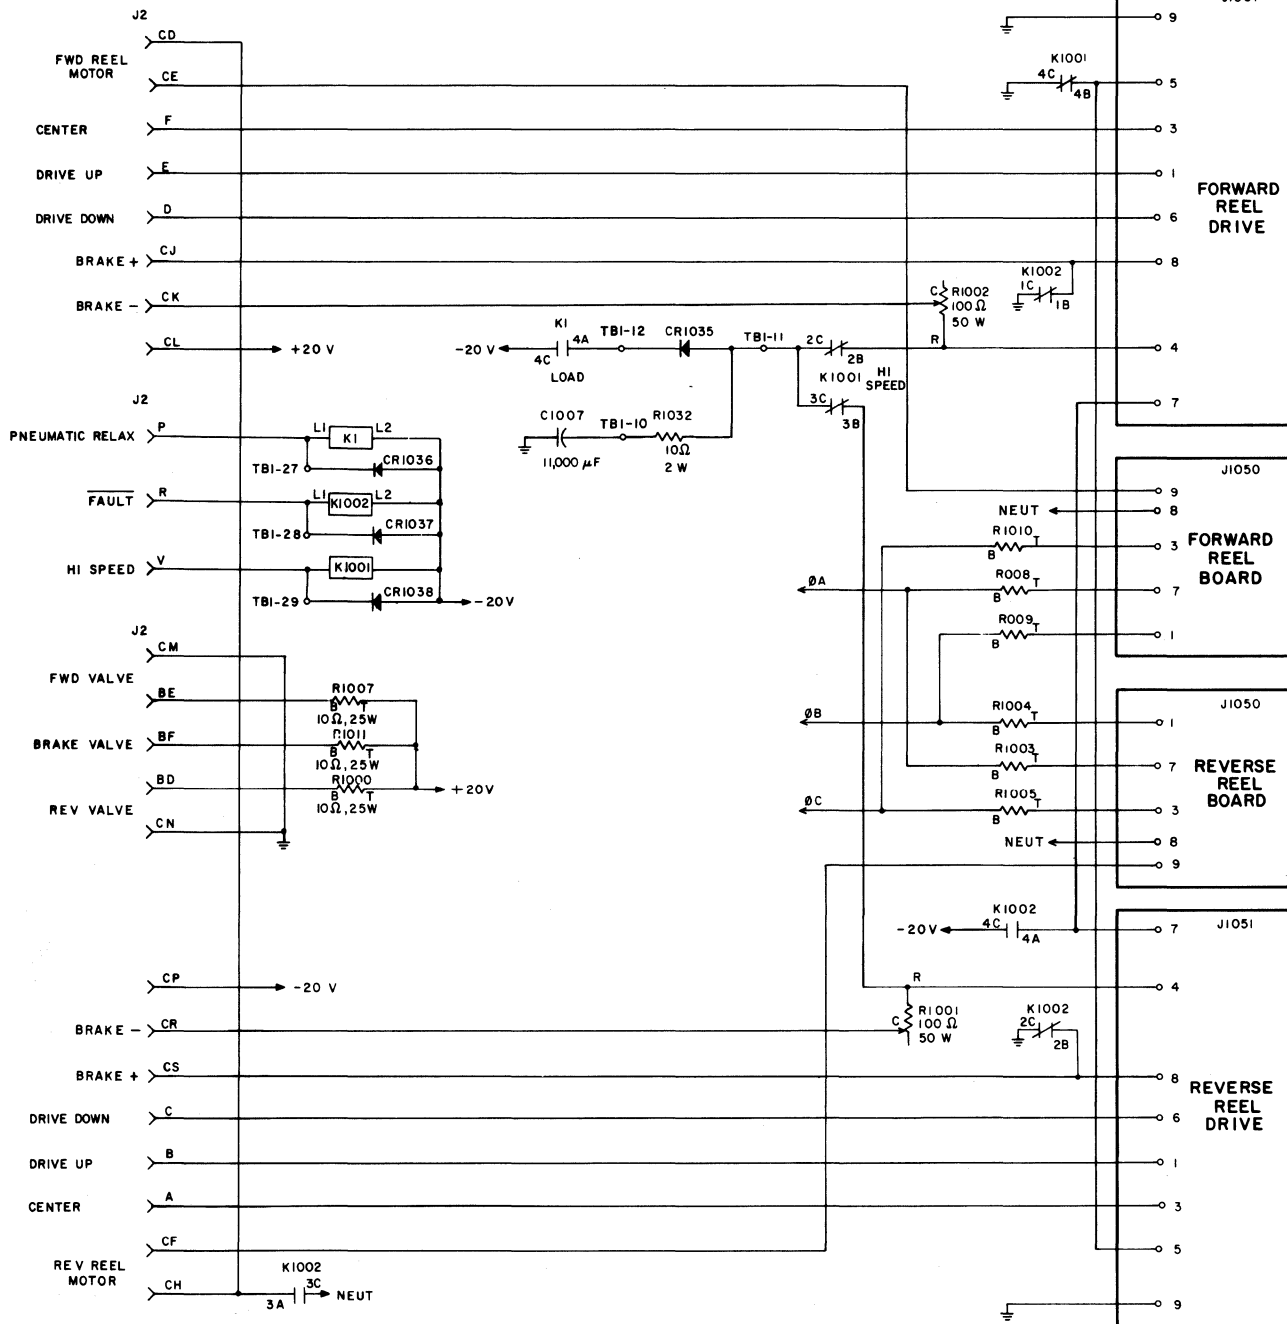 J2
CD
FWD REEL
MOTOR
CE
CENTER
F
DRIVE UP
E
DRIVE DOWN
D
BRAKE +
CJ
BRAKE -
CK
CL
+20 V
9
K1001
4C
4B
5
3
1
6
8
FORWARD
REEL
DRIVE
K1002
1C
1B
C
R1002
100Ω
50 W
R
4
7
-20 V
K1
4A
4C
LOAD
TB1-12
CR1035
TB1-11
2C
2B
K1001
HI
SPEED
3C
3B
C1007
11,000 μF
TB1-10
R1032
10Ω
2 W
J2
PNEUMATIC RELAX
P
L1
K1
L2
TB1-27
CR1036
FAULT
R
L1
K1002
L2
TB1-28
CR1037
HI SPEED
V
K1001
TB1-29
CR1038
-20V
J1050
9
NEUT
8
R1010
B
T
3
FORWARD
REEL
BOARD
ØA
R008
B
T
7
R009
B
T
1
J2
CM
FWD VALVE
BE
R1007
B
T
10Ω, 25W
BRAKE VALVE
BF
R1011
B
T
10Ω, 25W
BD
R1000
B
T
10Ω, 25W
+20V
REV VALVE
CN
J1050
ØB
R1004
B
T
1
R1003
B
T
7
REVERSE
REEL
BOARD
ØC
R1005
B
T
3
NEUT
8
9
K1002
-20V
4C
4A
7
J1051
CP
-20 V
R
4
BRAKE -
CR
C
R1001
100 Ω
50 W
K1002
2C
2B
BRAKE +
CS
8
REVERSE
REEL
DRIVE
DRIVE DOWN
C
6
DRIVE UP
B
1
CENTER
A
3
CF
5
REV REEL
MOTOR
CH
K1002
3C
3A
NEUT
9